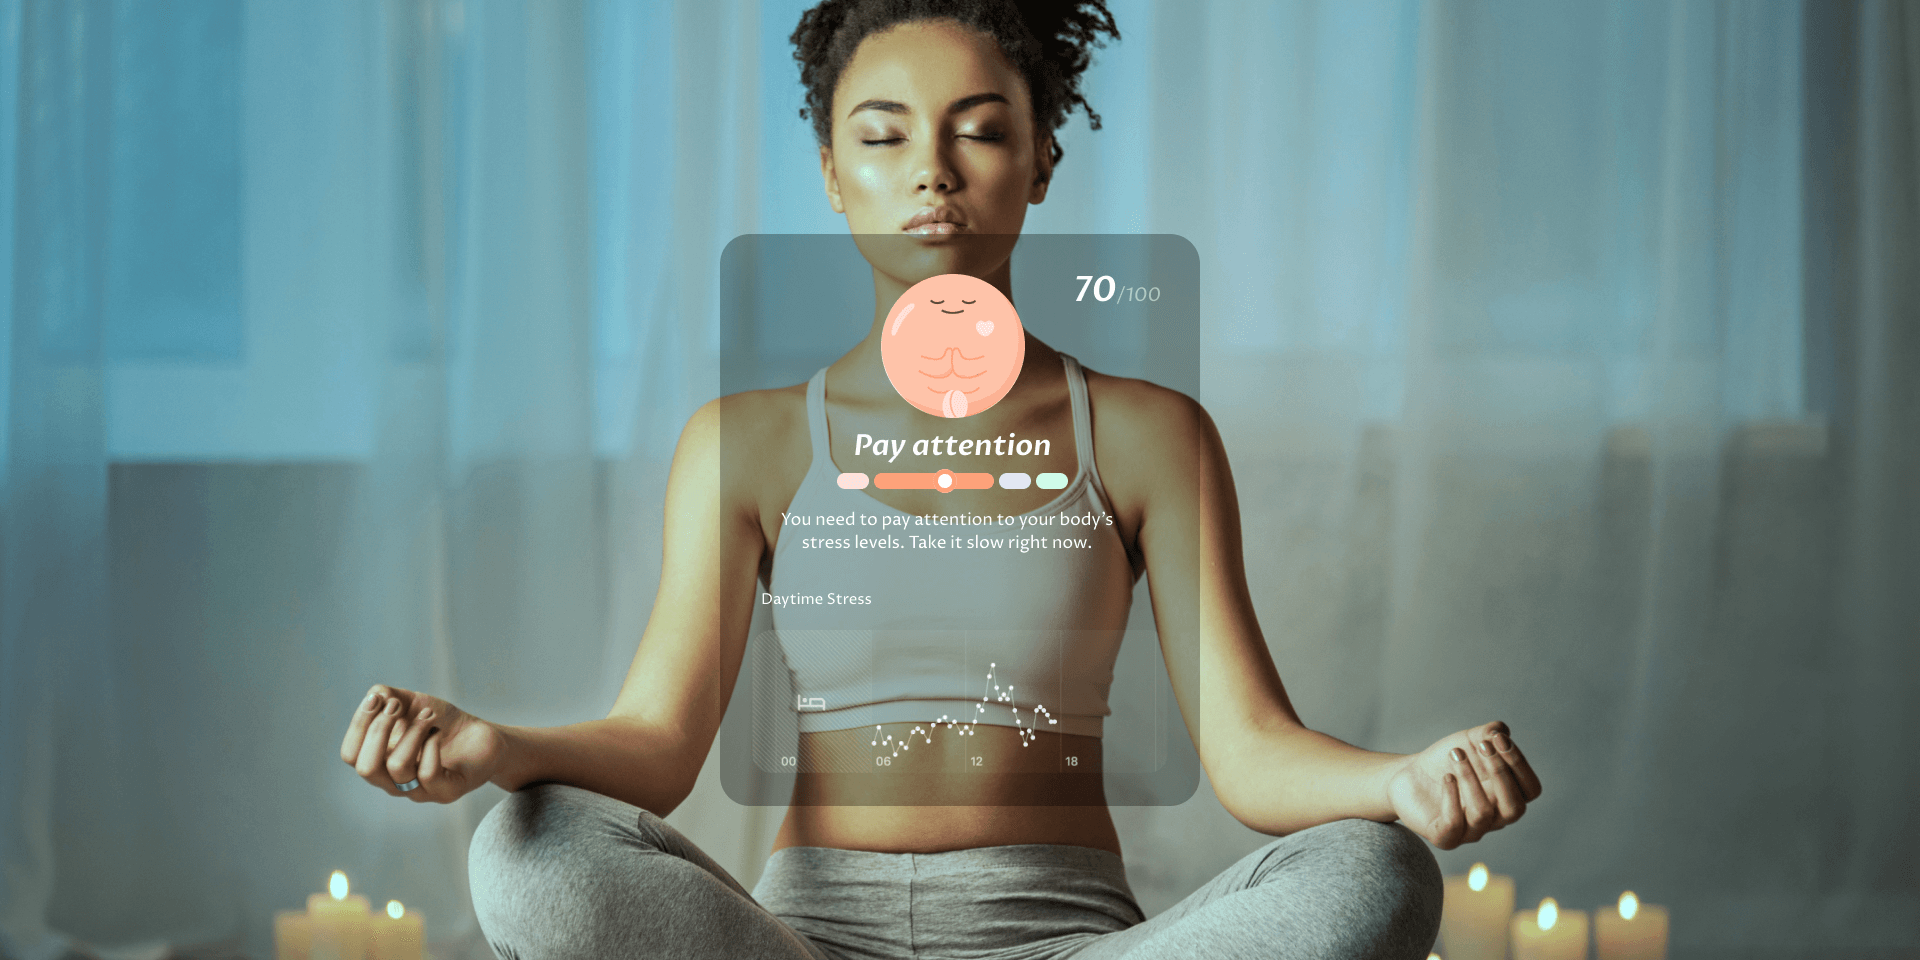 70/100
Pay attention
You need to pay attention to your body's
stress levels. Take it slow right now.
Daytime Stress
00 06 12 18